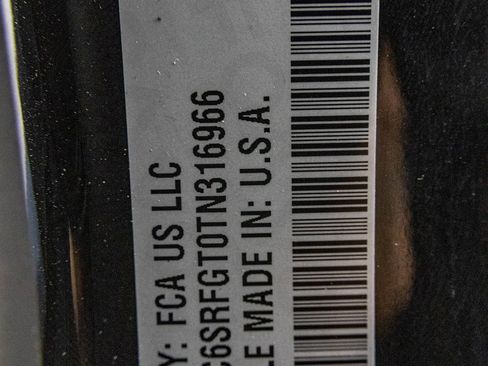 Y: FCA US LLC
C6SRFGT0TN316966
LE MADE IN: U.S.A.